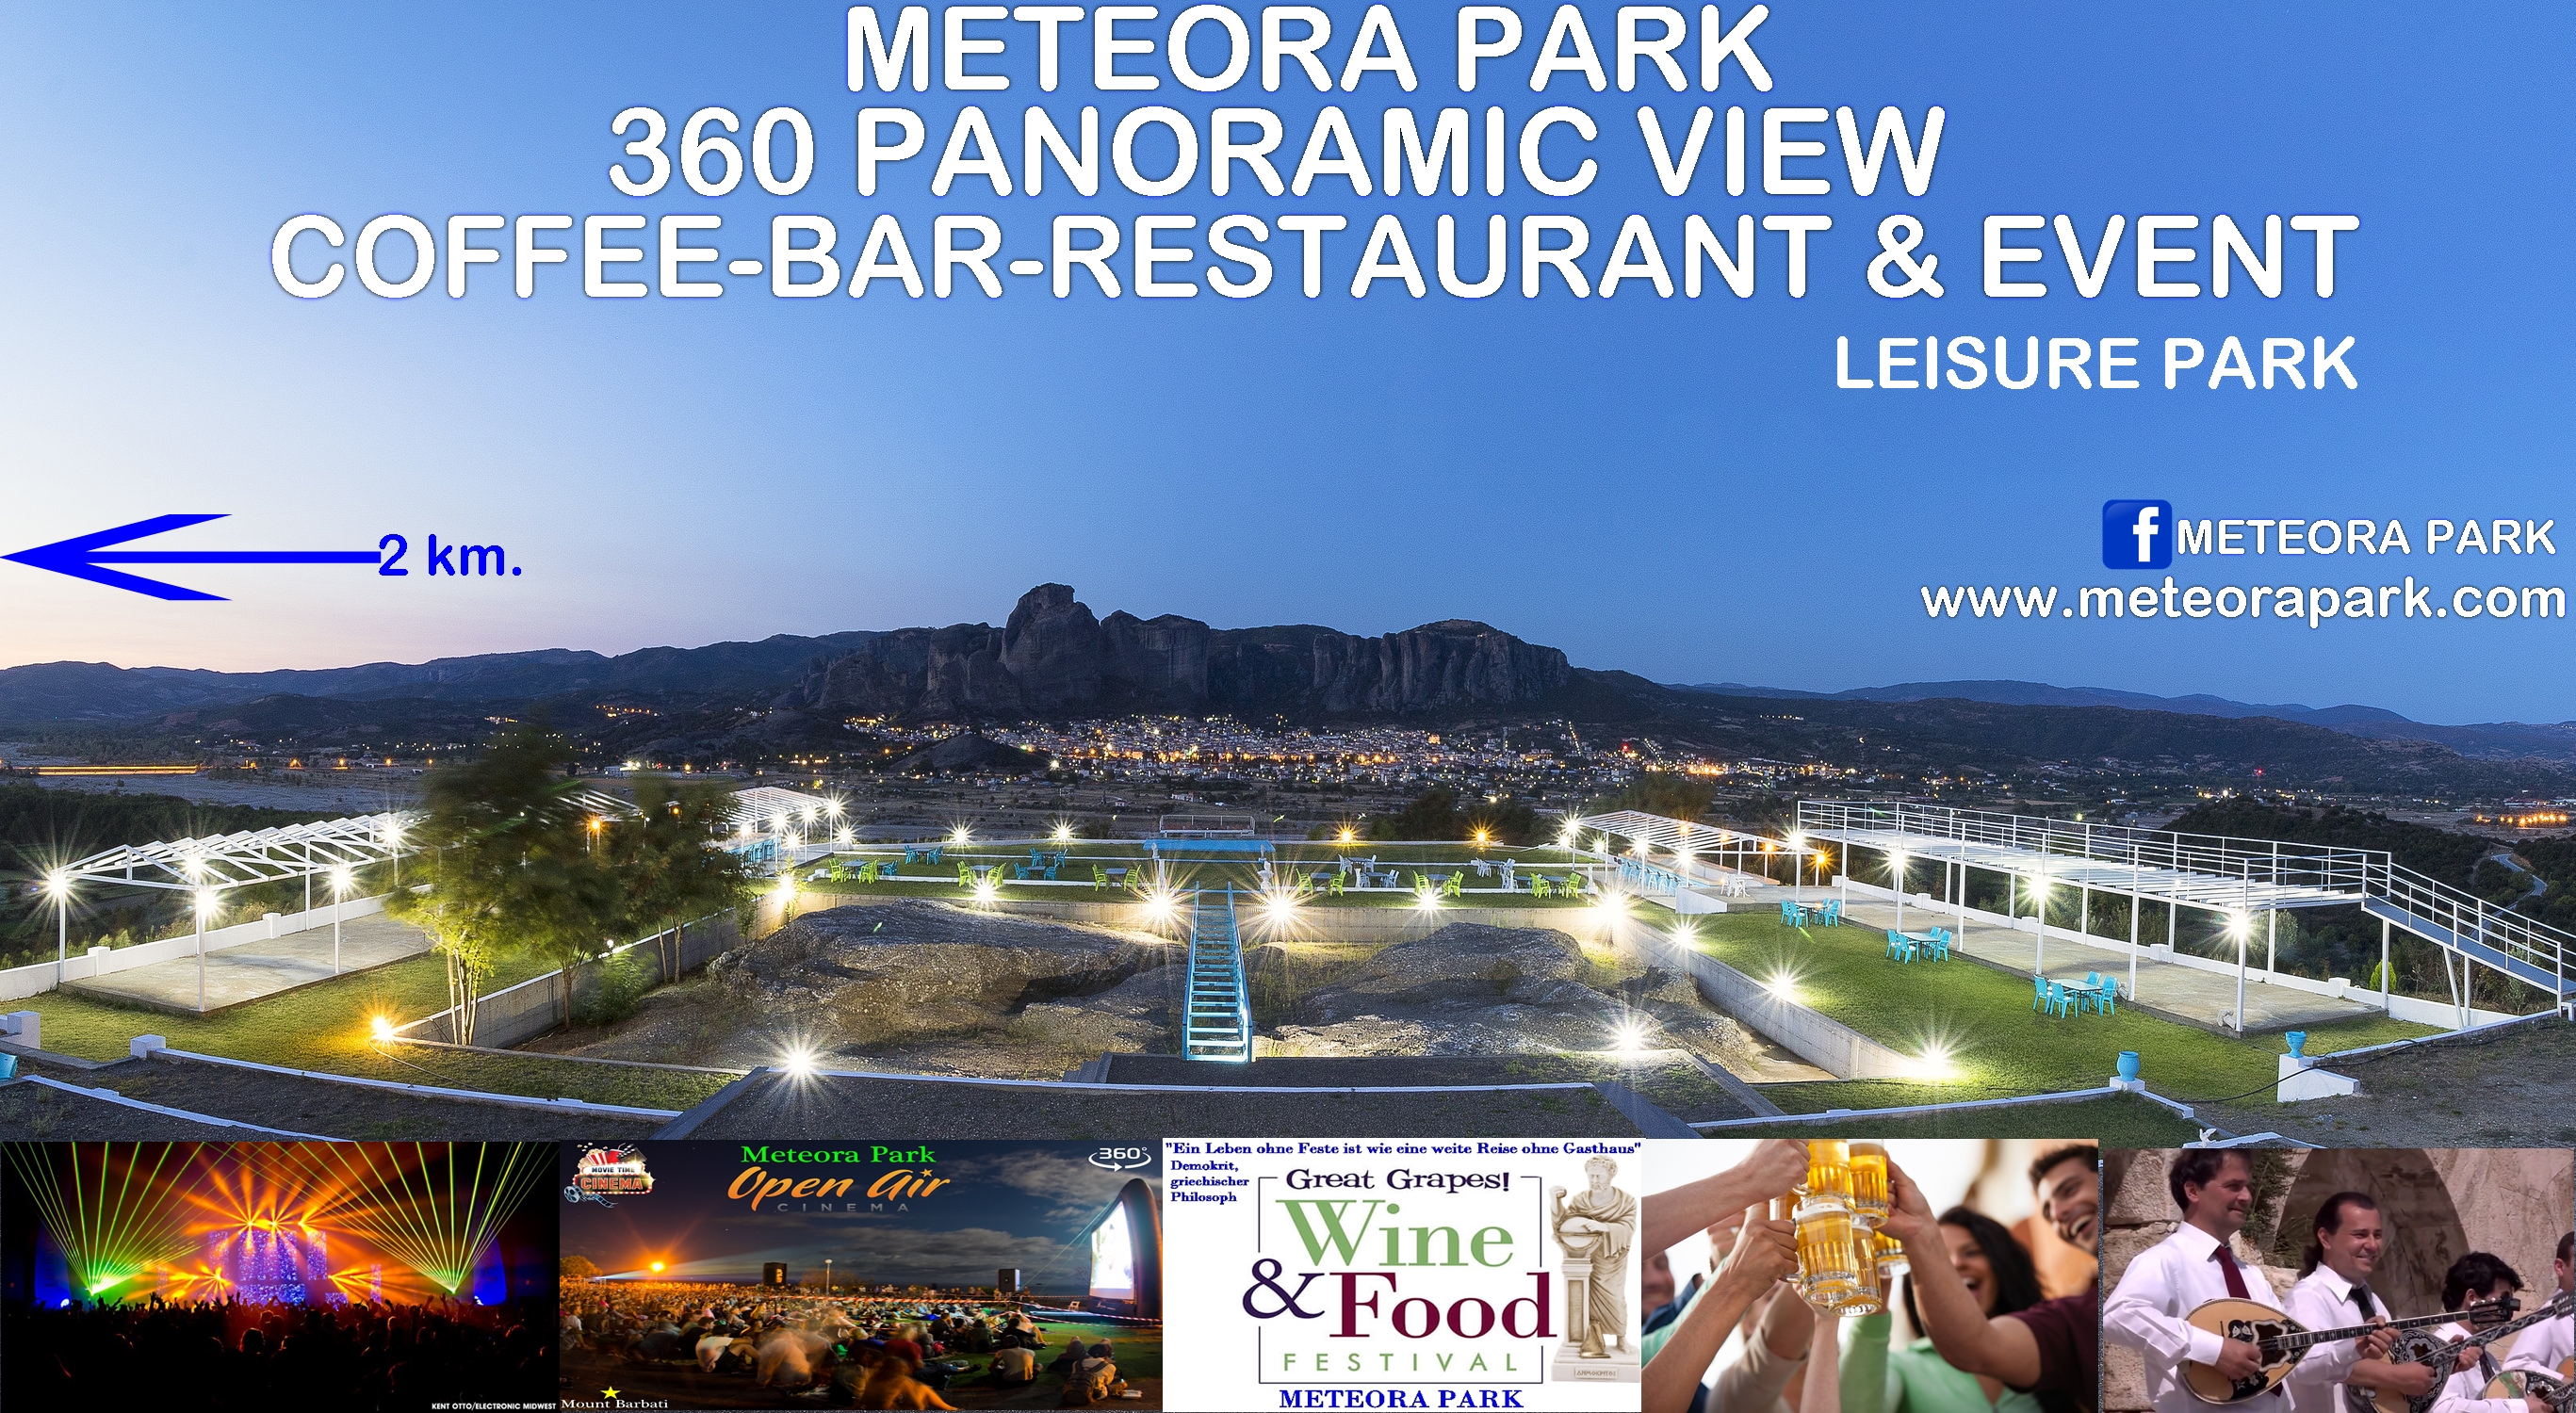 METEORA PARK
360 PANORAMIC VIEW
COFFEE-BAR-RESTAURANT & EVENT
LEISURE PARK
2 km.
f METEORA PARK
www.meteorapark.com
KENT OTTO/ELECTRONIC MIDWEST
MOVIE TIME
CINEMA
Meteora Park
Open Air
CINEMA
360°
Mount Barbati
"Ein Leben ohne Feste ist wie eine weite Reise ohne Gasthaus"
Demokrit,
griechischer
Philosoph
Great Grapes!
Wine
& Food
FESTIVAL
METEORA PARK
ΔΗΜΟΚΡΙΤΟΣ